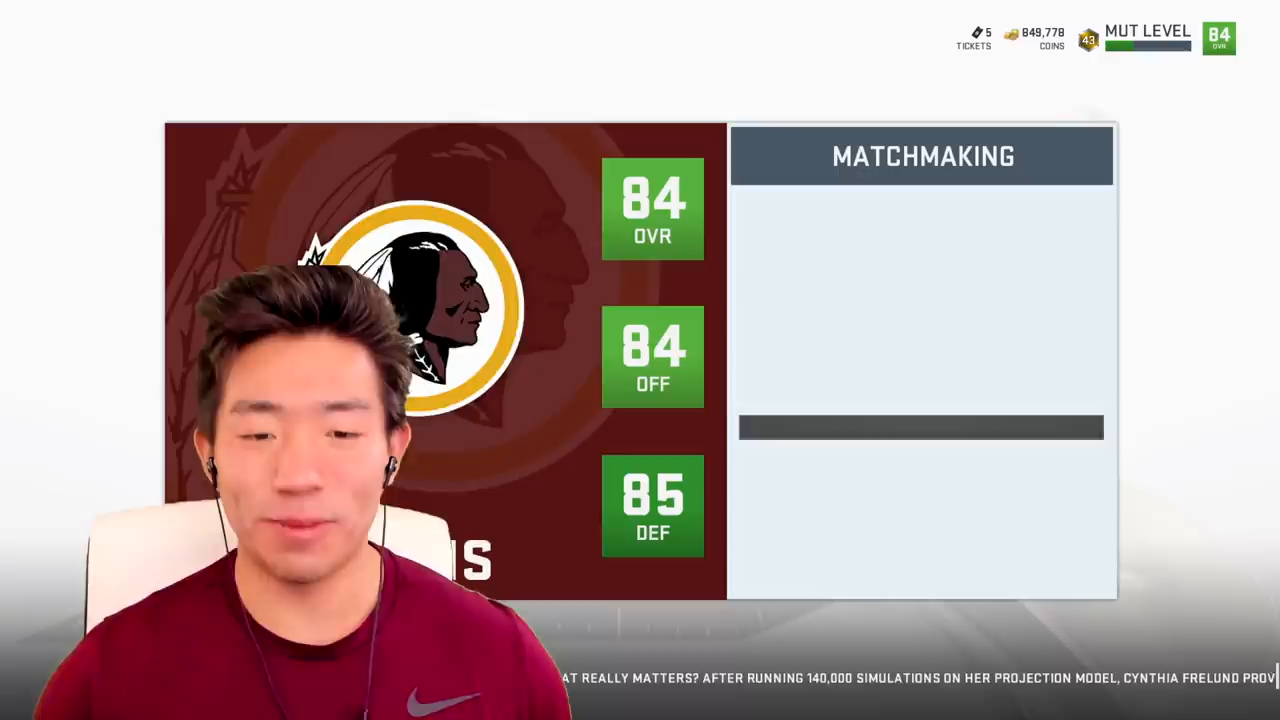 5
TICKETS
849,778
COINS
43
MUT LEVEL
84
OVR
84
OVR
84
OFF
85
DEF
MATCHMAKING
NS
AT REALLY MATTERS? AFTER RUNNING 140,000 SIMULATIONS ON HER PROJECTION MODEL, CYNTHIA FRELUND PROV